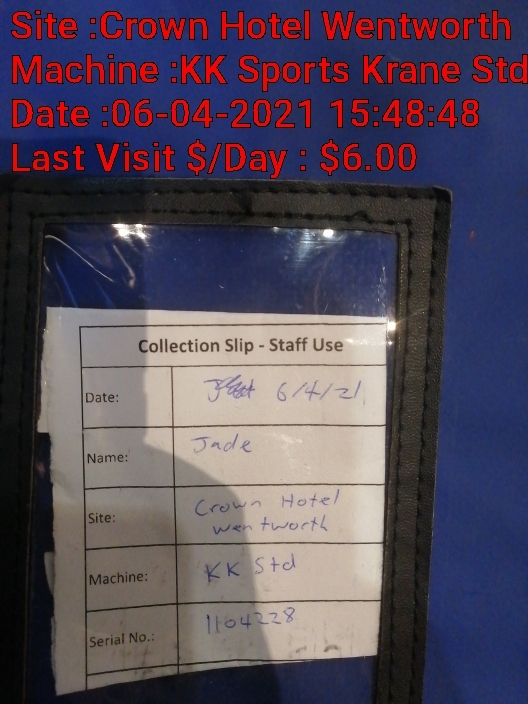 Site :Crown Hotel Wentworth
Machine :KK Sports Krane Std
Date :06-04-2021 15:48:48
Last Visit $/Day : $6.00
Collection Slip - Staff Use
Date: 6/4/21
Name: Jade
Site: Crown Hotel
wentworth
Machine: KK Std
Serial No.: 1104228